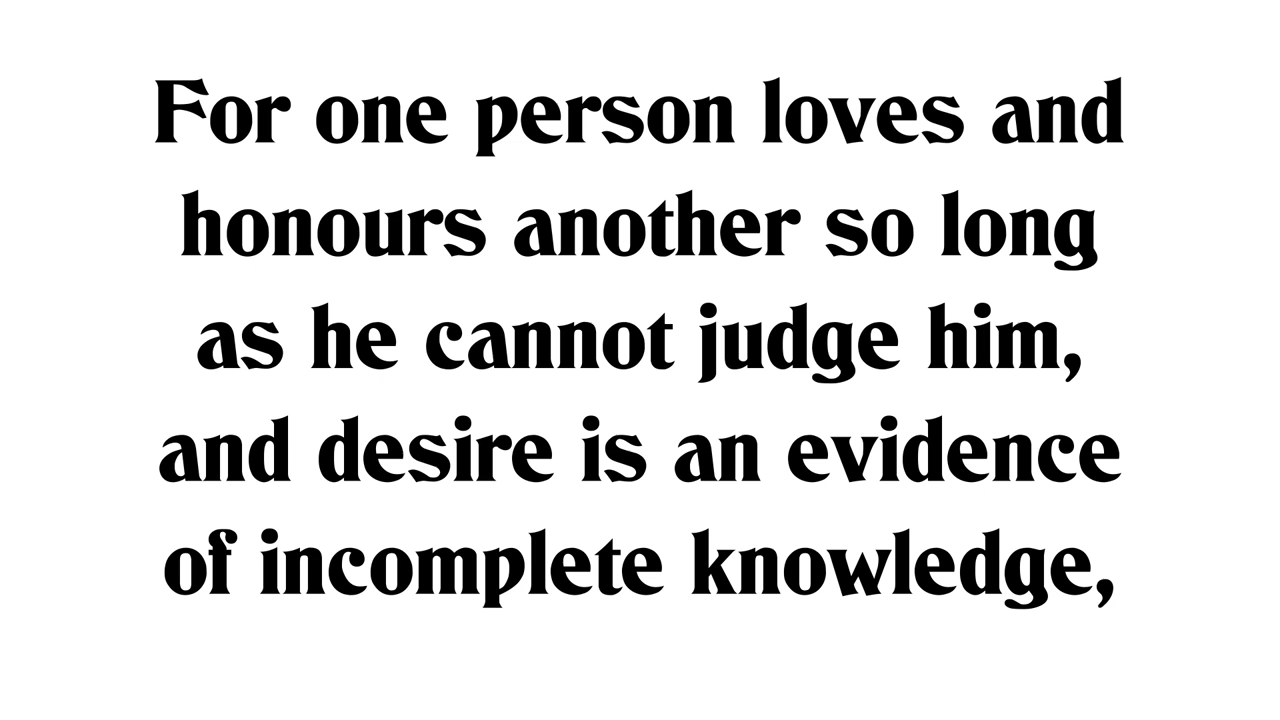 For one person loves and
honours another so long
as he cannot judge him,
and desire is an evidence
of incomplete knowledge,